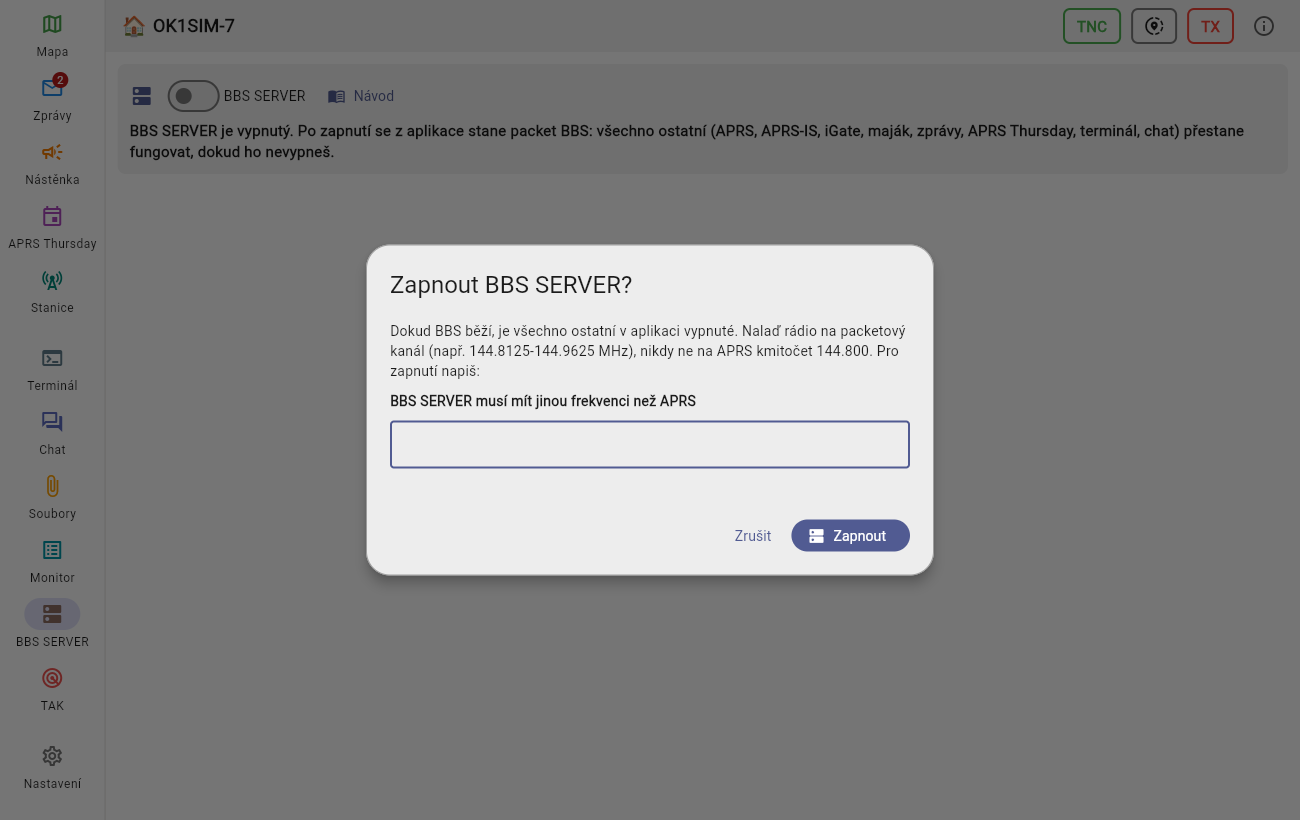 Mapa
2
Zprávy
Nástěnka
APRS Thursday
Stanice
Terminál
Chat
Soubory
Monitor
BBS SERVER
TAK
Nastavení
OK1SIM-7
TNC
TX
BBS SERVER
Návod
BBS SERVER je vypnutý. Po zapnutí se z aplikace stane packet BBS: všechno ostatní (APRS, APRS-IS, iGate, maják, zprávy, APRS Thursday, terminál, chat) přestane
fungovat, dokud ho nevypneš.
Zapnout BBS SERVER?
Dokud BBS běží, je všechno ostatní v aplikaci vypnuté. Nalaď rádio na packetový
kanál (např. 144.8125-144.9625 MHz), nikdy ne na APRS kmitočet 144.800. Pro
zapnutí napiš:
BBS SERVER musí mít jinou frekvenci než APRS
Zrušit
Zapnout